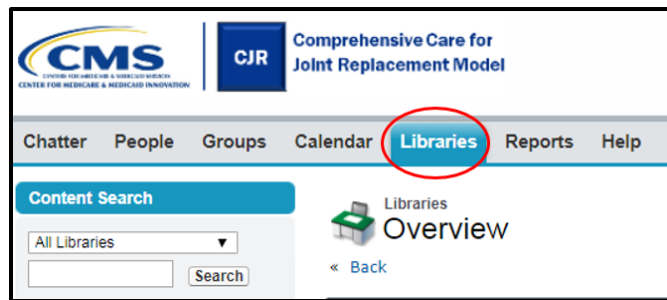 CMS
CENTERS FOR MEDICARE & MEDICAID SERVICES
CENTER FOR MEDICARE & MEDICAID INNOVATION
CJR
Comprehensive Care for
Joint Replacement Model
Chatter People Groups Calendar Libraries Reports Help
Content Search
All Libraries
Search
Libraries
Overview
« Back